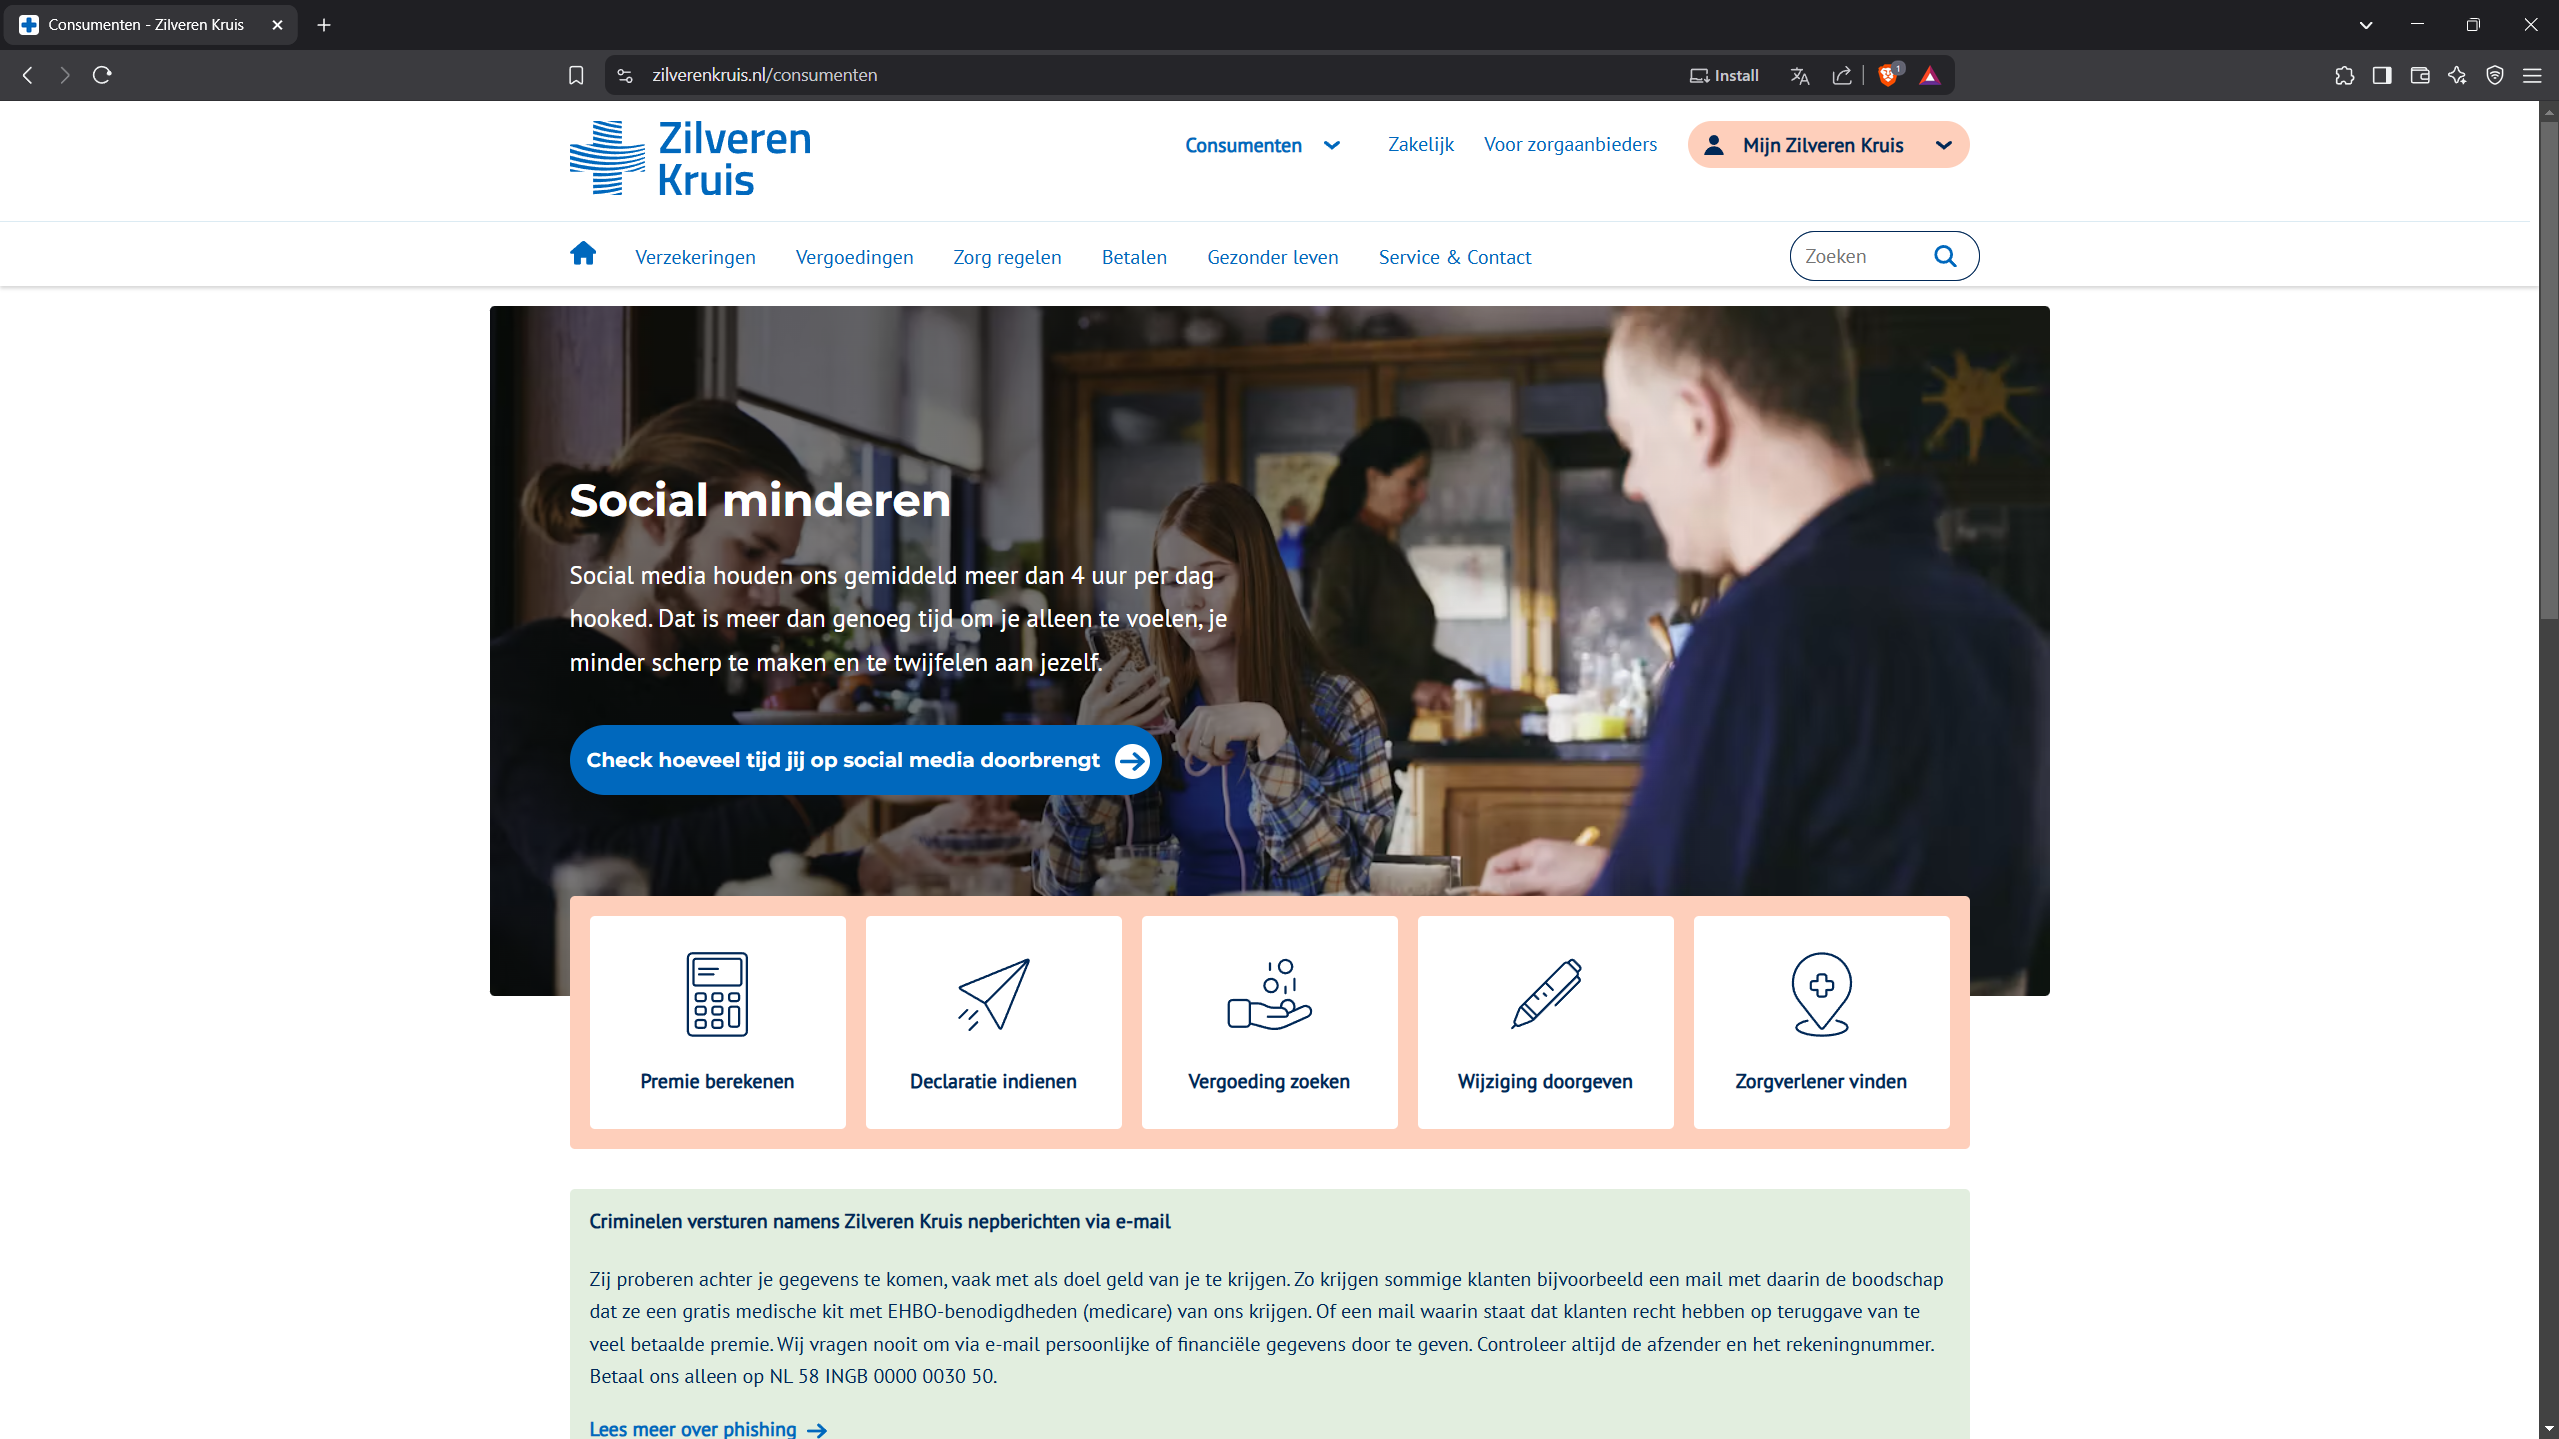 Consumenten - Zilveren Kruis
zilverenkruis.nl/consumenten
Install
1
Zilveren
Kruis
Consumenten
Zakelijk
Voor zorgaanbieders
Mijn Zilveren Kruis
Verzekeringen
Vergoedingen
Zorg regelen
Betalen
Gezonder leven
Service & Contact
Zoeken
Social minderen
Social media houden ons gemiddeld meer dan 4 uur per dag
hooked. Dat is meer dan genoeg tijd om je alleen te voelen, je
minder scherp te maken en te twijfelen aan jezelf.
Check hoeveel tijd jij op social media doorbrengt
Premie berekenen
Declaratie indienen
Vergoeding zoeken
Wijziging doorgeven
Zorgverlener vinden
Criminelen versturen namens Zilveren Kruis nepberichten via e-mail
Zij proberen achter je gegevens te komen, vaak met als doel geld van je te krijgen. Zo krijgen sommige klanten bijvoorbeeld een mail met daarin de boodschap
dat ze een gratis medische kit met EHBO-benodigdheden (medicare) van ons krijgen. Of een mail waarin staat dat klanten recht hebben op teruggave van te
veel betaalde premie. Wij vragen nooit om via e-mail persoonlijke of financiële gegevens door te geven. Controleer altijd de afzender en het rekeningnummer.
Betaal ons alleen op NL 58 INGB 0000 0030 50.
Lees meer over phishing